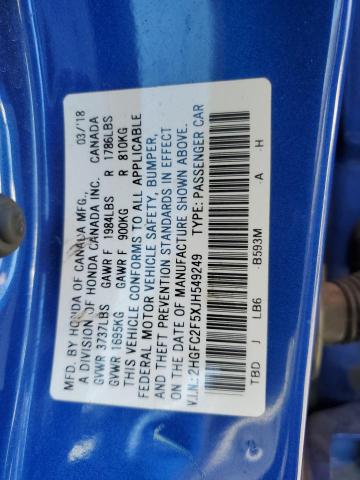 MFD. BY HONDA OF CANADA MFG., 03/'18
A DIVISION OF HONDA CANADA INC. CANADA
GVWR 3737LBS GAWR F 1984LBS R 1786LBS
GVWR 1695KG GAWR F 900KG R 810KG
THIS VEHICLE CONFORMS TO ALL APPLICABLE
FEDERAL MOTOR VEHICLE SAFETY, BUMPER,
AND THEFT PREVENTION STANDARDS IN EFFECT
ON THE DATE OF MANUFACTURE SHOWN ABOVE.
V.I.N.: 2HGFC2F5XJH549249 TYPE: PASSENGER CAR
TBD J LB6 B593M A H